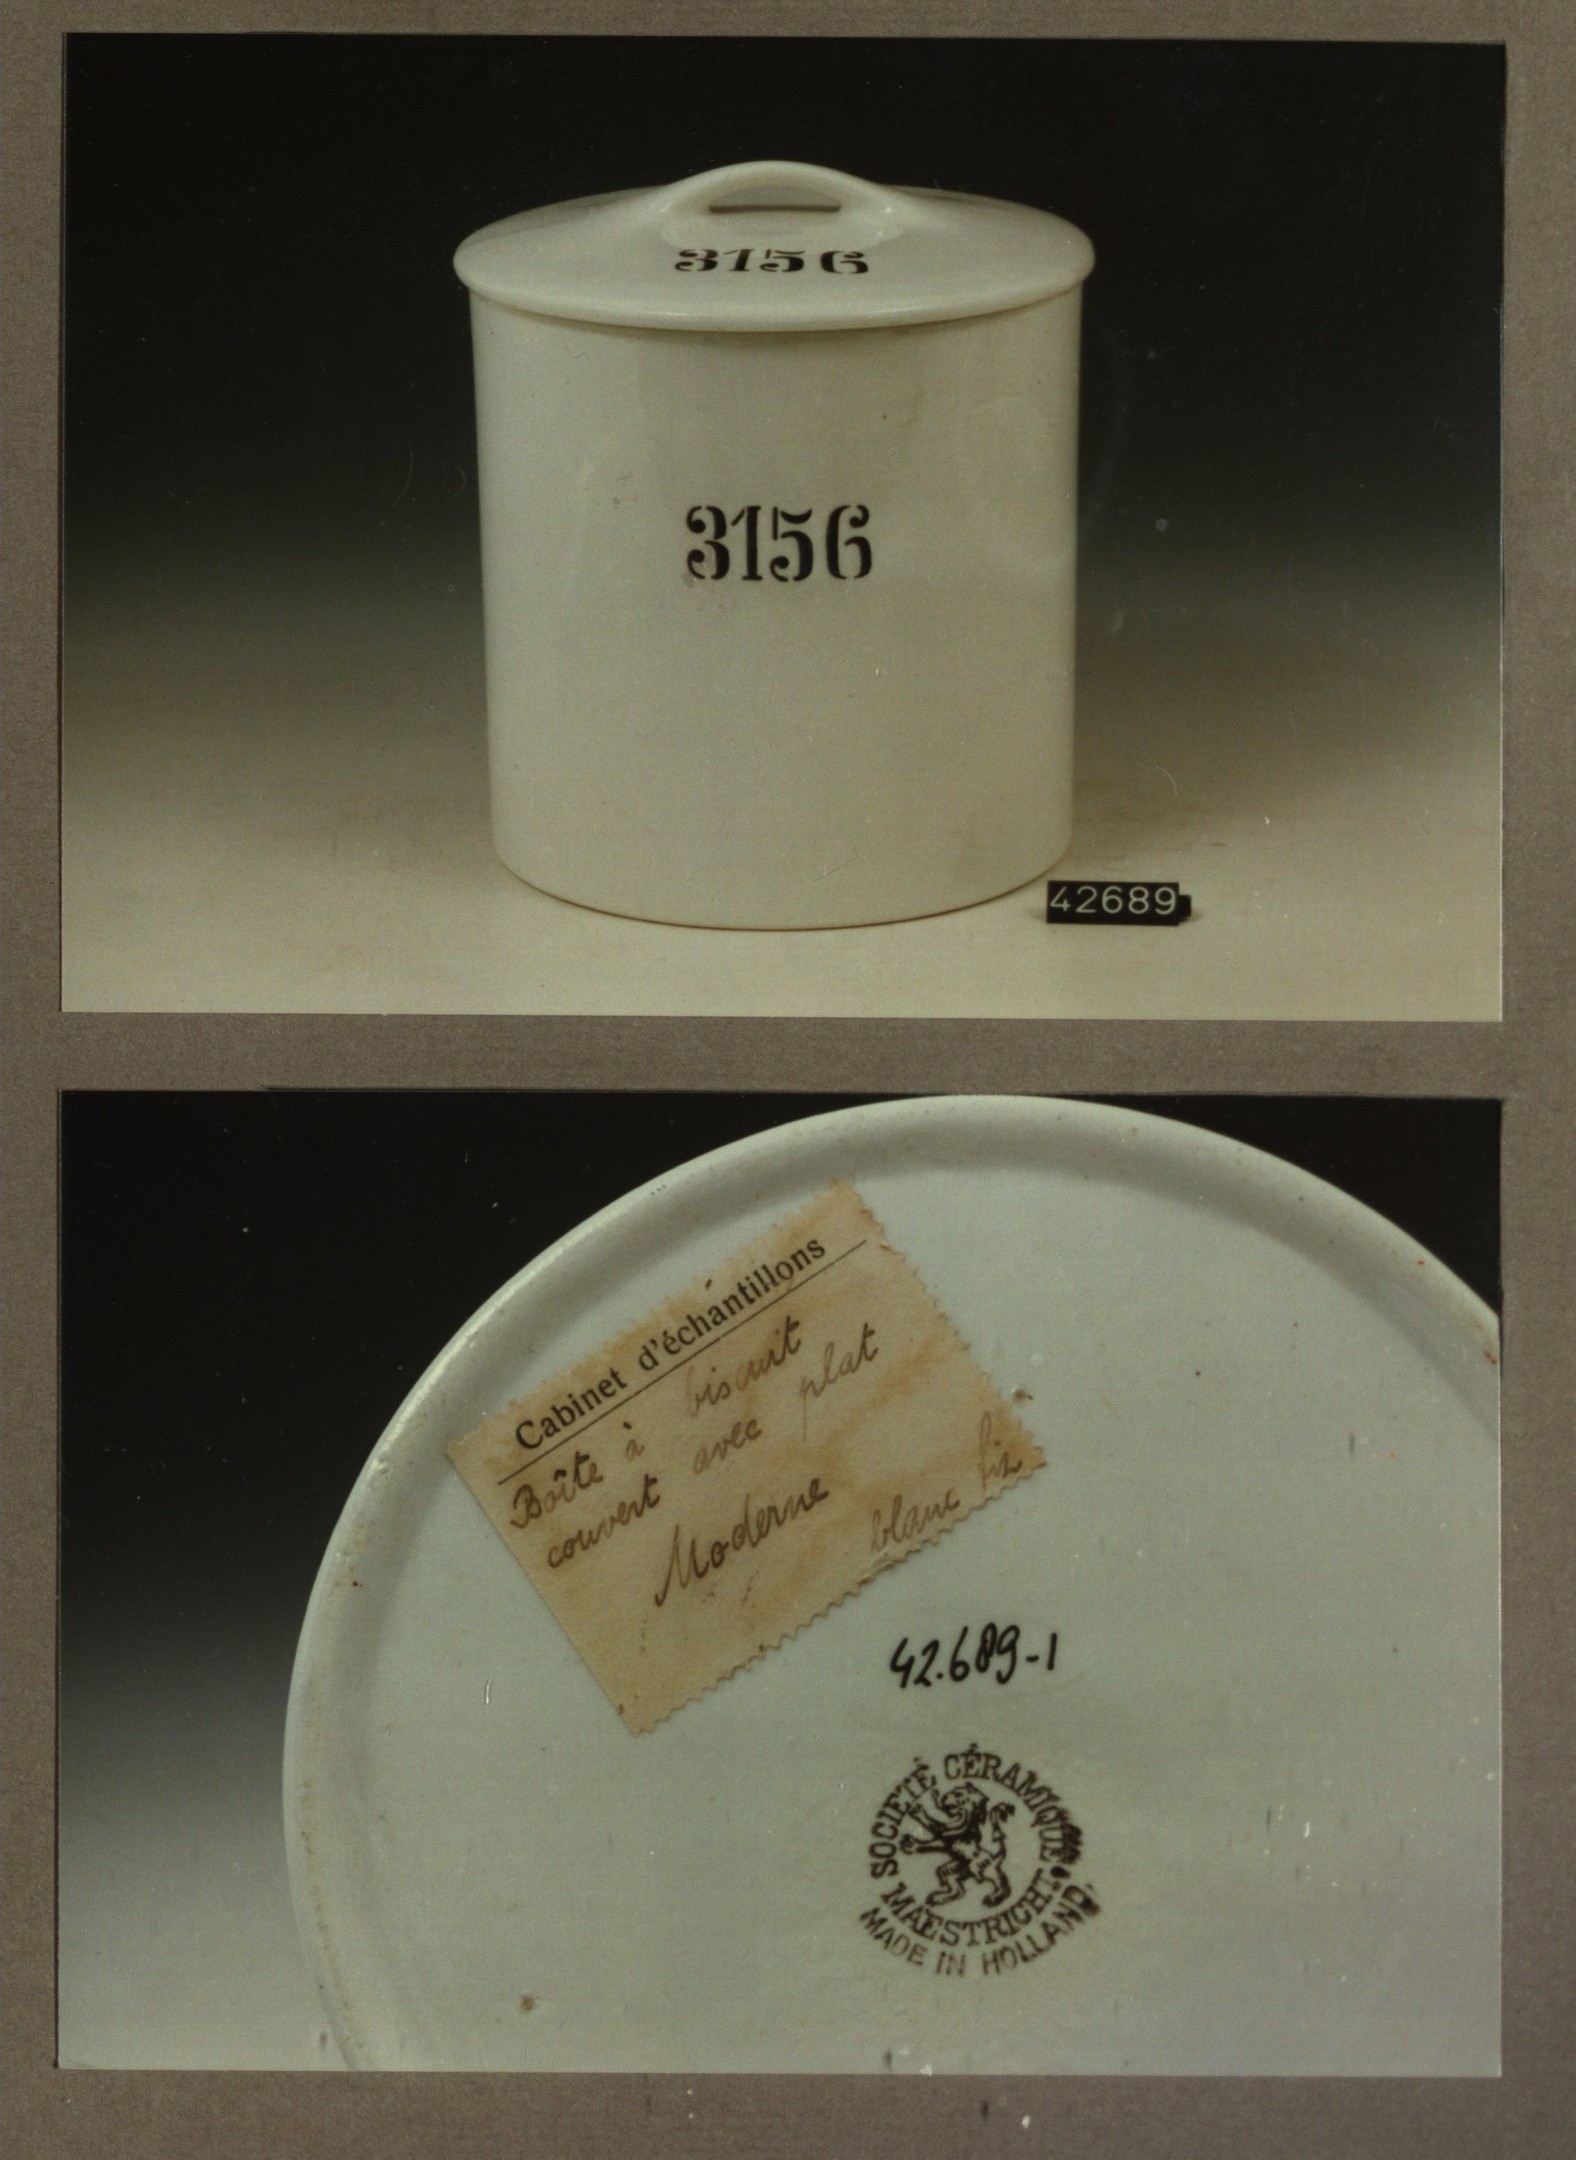 3156
3156
42689
Cabinet d'échantillons
Boîte à biscuit
couvert avec plat
Moderne
blanc fin
42.689-1
SOCIÉTÉ CÉRAMIQUE
MAESTRICHT.
MADE IN HOLLAND